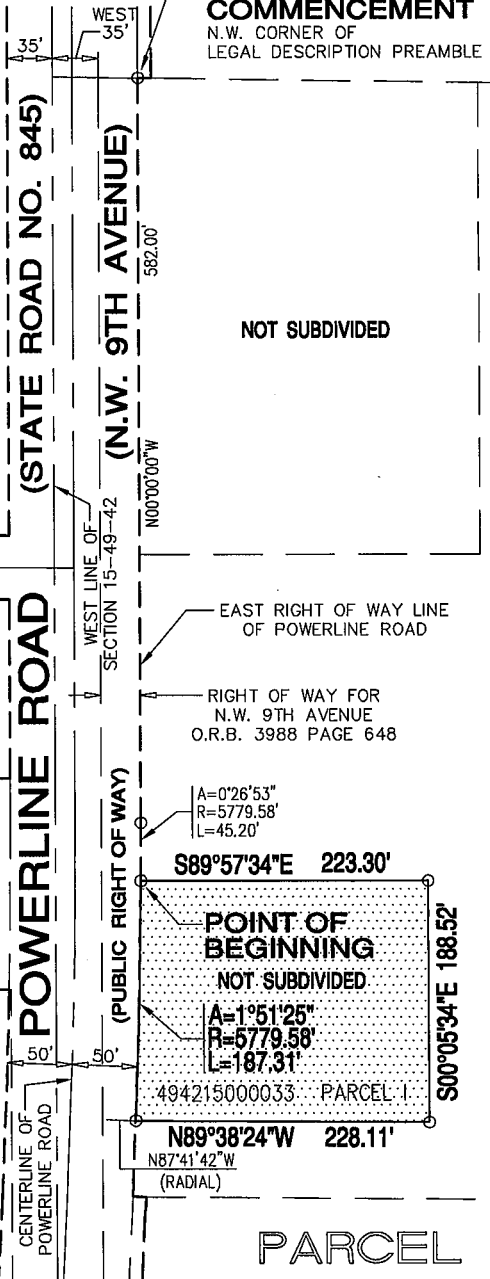 COMMENCEMENT
N.W. CORNER OF
LEGAL DESCRIPTION PREAMBLE
WEST
35'
35'
(STATE ROAD NO. 845)
(N.W. 9TH AVENUE)
582.00'
NOT SUBDIVIDED
N00°00'00"W
WEST LINE OF
SECTION 15-49-42
EAST RIGHT OF WAY LINE
OF POWERLINE ROAD
RIGHT OF WAY FOR
N.W. 9TH AVENUE
O.R.B. 3988 PAGE 648
POWERLINE ROAD
(PUBLIC RIGHT OF WAY)
A=0°26'53"
R=5779.58'
L=45.20'
S89°57'34"E 223.30'
POINT OF
BEGINNING
NOT SUBDIVIDED
A=1°51'25"
R=5779.58'
L=187.31'
494215000033 PARCEL I
S00°05'34"E 188.52'
50'
50'
N89°38'24"W 228.11'
N87°41'42"W
(RADIAL)
CENTERLINE OF
POWERLINE ROAD
PARCEL